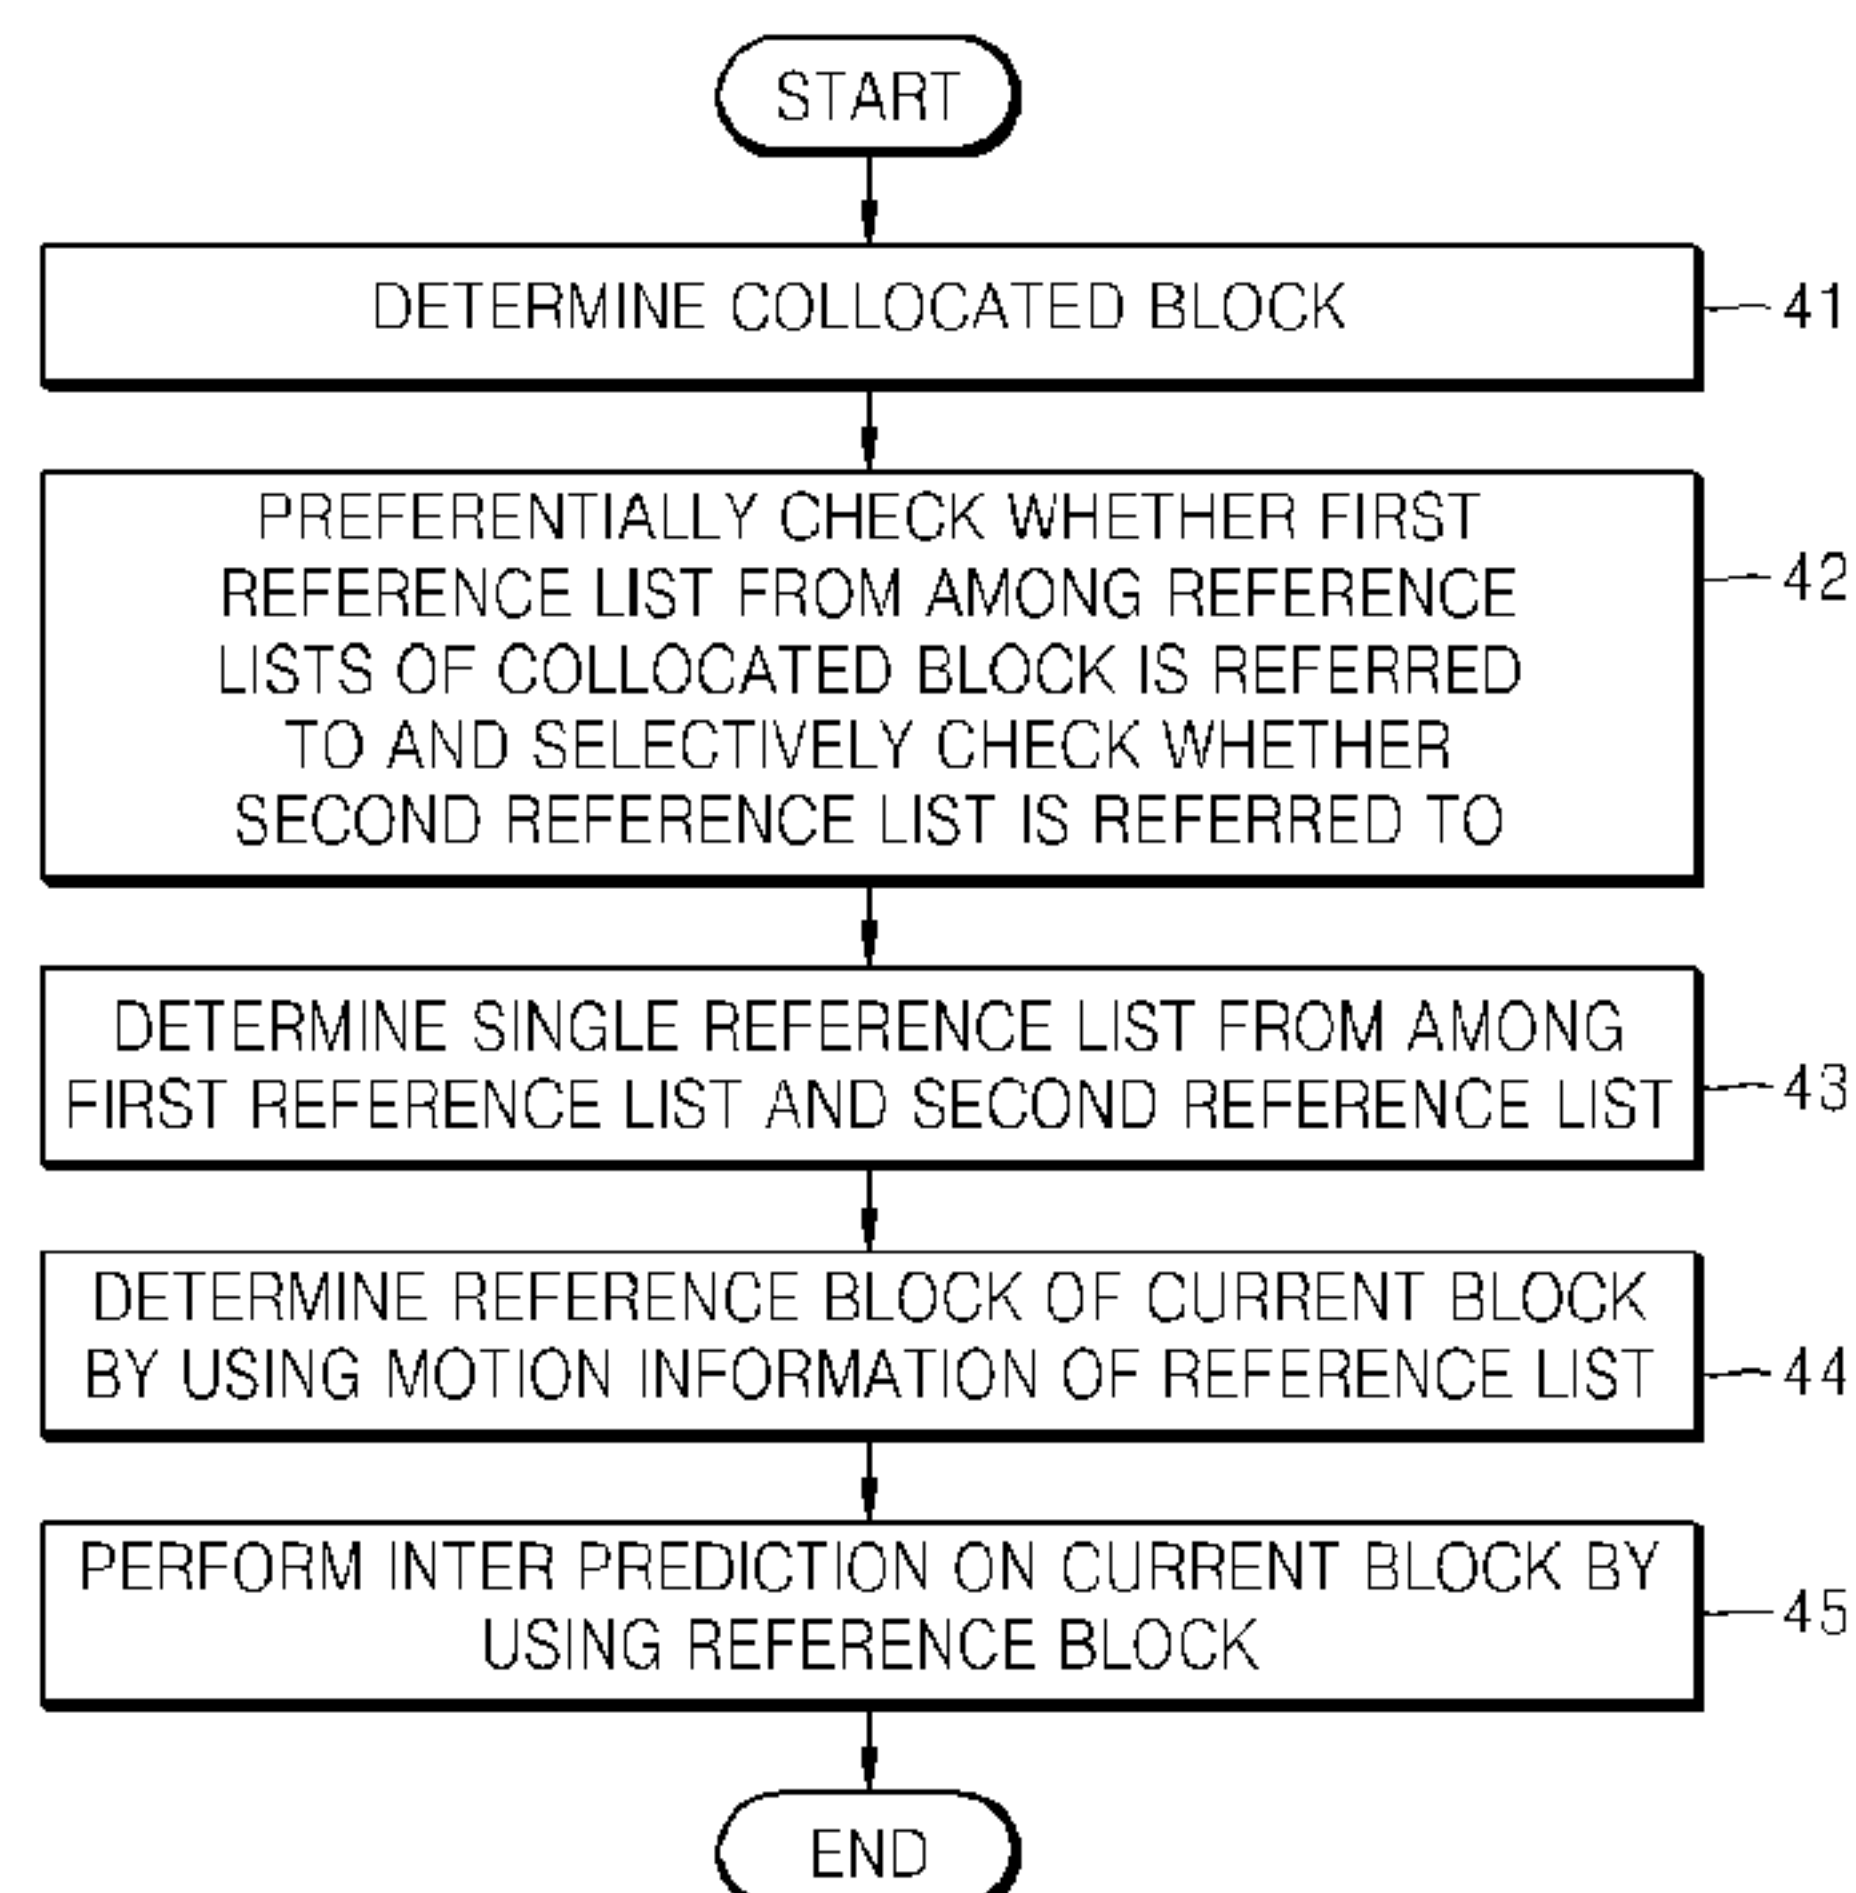 START
DETERMINE COLLOCATED BLOCK
41
PREFERENTIALLY CHECK WHETHER FIRST
REFERENCE LIST FROM AMONG REFERENCE
LISTS OF COLLOCATED BLOCK IS REFERRED
TO AND SELECTIVELY CHECK WHETHER
SECOND REFERENCE LIST IS REFERRED TO
42
DETERMINE SINGLE REFERENCE LIST FROM AMONG
FIRST REFERENCE LIST AND SECOND REFERENCE LIST
43
DETERMINE REFERENCE BLOCK OF CURRENT BLOCK
BY USING MOTION INFORMATION OF REFERENCE LIST
44
PERFORM INTER PREDICTION ON CURRENT BLOCK BY
USING REFERENCE BLOCK
45
END